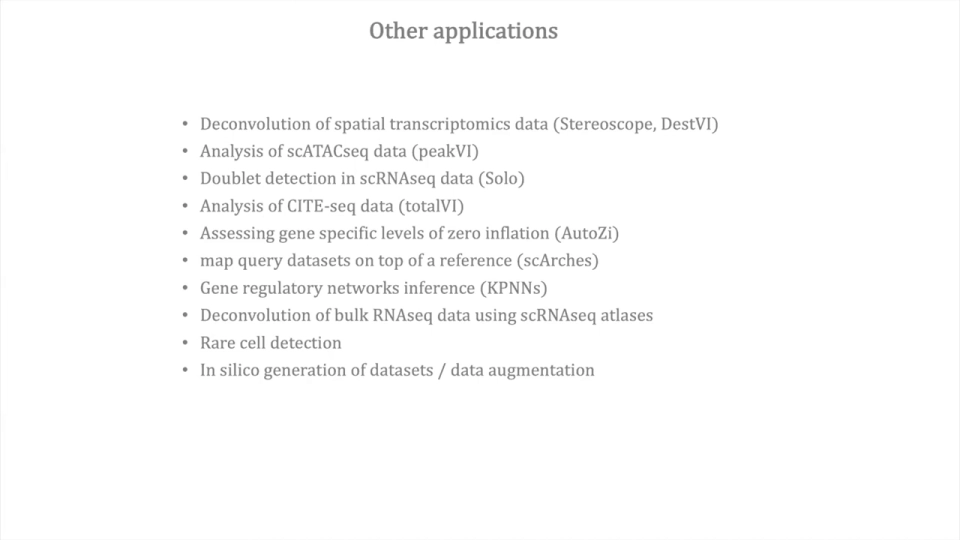 Other applications
• Deconvolution of spatial transcriptomics data (Stereoscope, DestVI)
• Analysis of scATACseq data (peakVI)
• Doublet detection in scRNAseq data (Solo)
• Analysis of CITE-seq data (totalVI)
• Assessing gene specific levels of zero inflation (AutoZi)
• map query datasets on top of a reference (scArches)
• Gene regulatory networks inference (KPNNs)
• Deconvolution of bulk RNAseq data using scRNAseq atlases
• Rare cell detection
• In silico generation of datasets / data augmentation